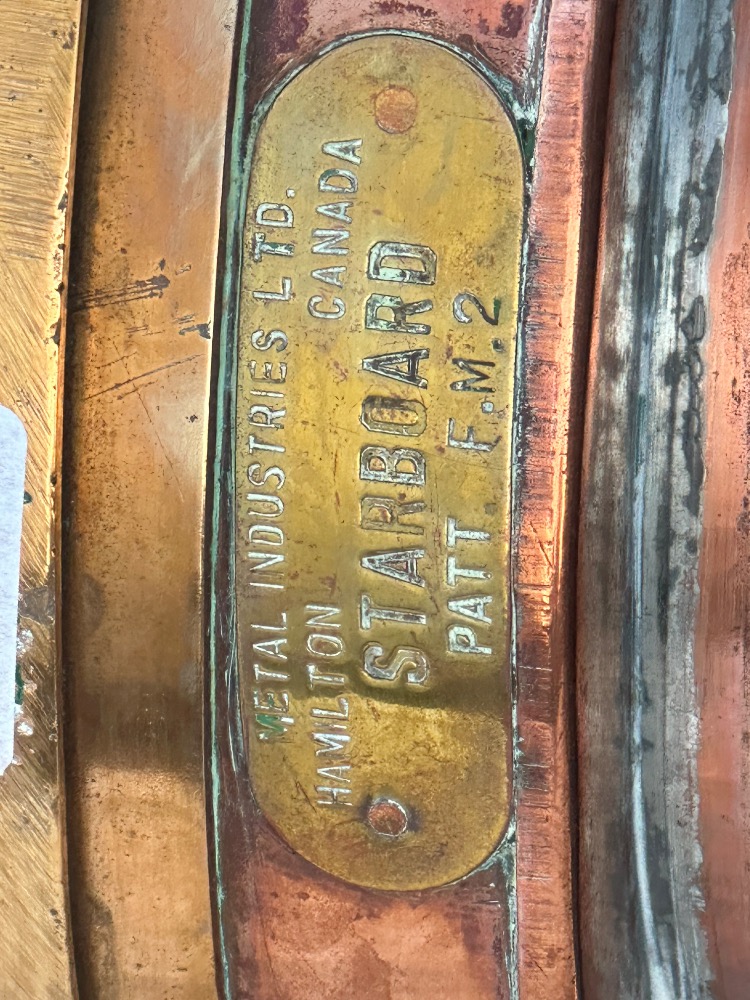 METAL INDUSTRIES LTD.
HAMILTON CANADA
STARBOARD
PATT F.M.2